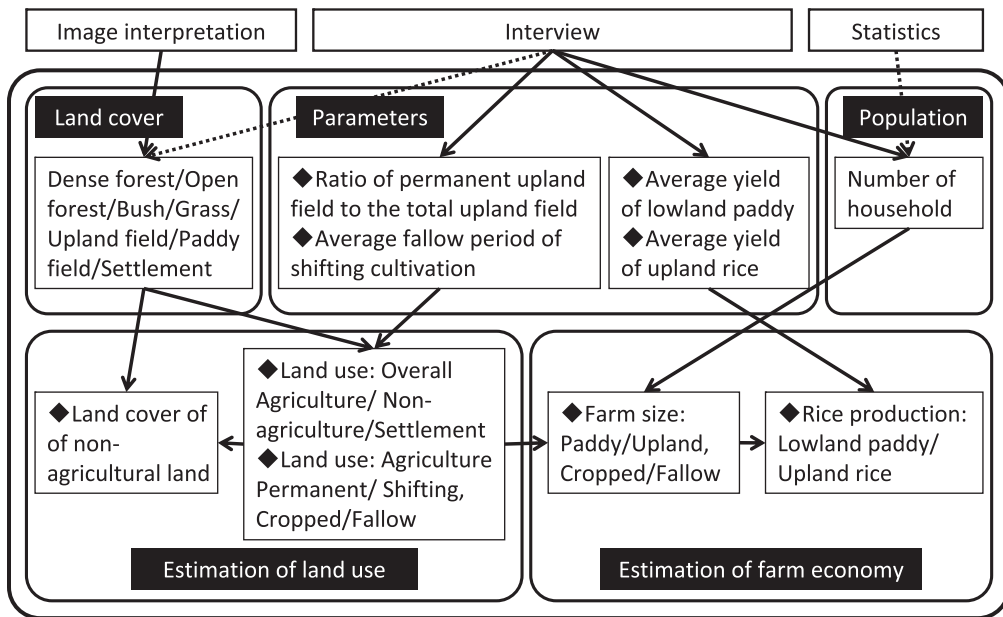 Image interpretation
Interview
Statistics
Land cover
Parameters
Population
Dense forest/Open
forest/Bush/Grass/
Upland field/Paddy
field/Settlement
◆Ratio of permanent upland
field to the total upland field
◆Average fallow period of
shifting cultivation
◆Average yield
of lowland paddy
◆Average yield
of upland rice
Number of
household
◆Land cover of
of non-
agricultural land
◆Land use: Overall
Agriculture/ Non-
agriculture/Settlement
◆Land use: Agriculture
Permanent/ Shifting,
Cropped/Fallow
◆Farm size:
Paddy/Upland,
Cropped/Fallow
◆Rice production:
Lowland paddy/
Upland rice
Estimation of land use
Estimation of farm economy